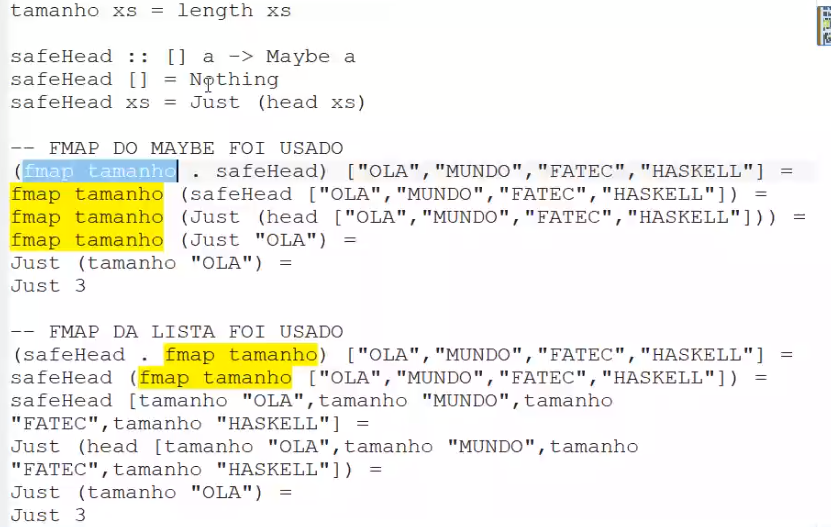 tamanho xs = length xs
safeHead :: [] a -> Maybe a
safeHead [] = Nothing
safeHead xs = Just (head xs)
-- FMAP DO MAYBE FOI USADO
(fmap tamanho . safeHead) ["OLA","MUNDO","FATEC","HASKELL"] =
fmap tamanho (safeHead ["OLA","MUNDO","FATEC","HASKELL"]) =
fmap tamanho (Just (head ["OLA","MUNDO","FATEC","HASKELL"])) =
fmap tamanho (Just "OLA") =
Just (tamanho "OLA") =
Just 3
-- FMAP DA LISTA FOI USADO
(safeHead . fmap tamanho) ["OLA","MUNDO","FATEC","HASKELL"] =
safeHead (fmap tamanho ["OLA","MUNDO","FATEC","HASKELL"]) =
safeHead [tamanho "OLA",tamanho "MUNDO",tamanho
"FATEC",tamanho "HASKELL"] =
Just (head [tamanho "OLA",tamanho "MUNDO",tamanho
"FATEC",tamanho "HASKELL"]) =
Just (tamanho "OLA") =
Just 3